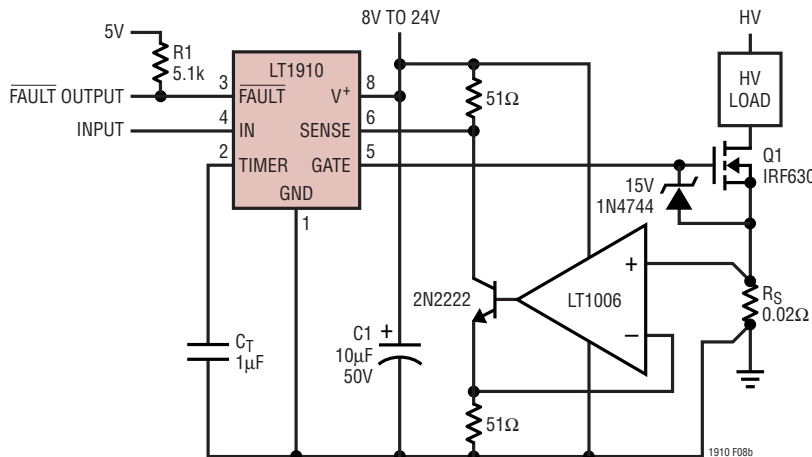 8V TO 24V
HV
5V
R1
5.1k
LT1910
HV
LOAD
3
FAULT
V+
8
51Ω
FAULT OUTPUT
4
IN
SENSE
6
INPUT
2
TIMER
GATE
5
Q1
IRF630
GND
15V
1N4744
1
+
2N2222
LT1006
RS
0.02Ω
CT
1µF
C1
10µF
50V
+
−
51Ω
1910 F08b